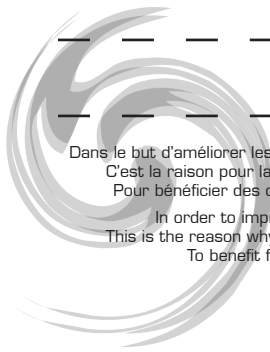 Dans le but d'améliorer les
C'est la raison pour la
Pour bénéficier des
In order to
This is the reason why
To benefit